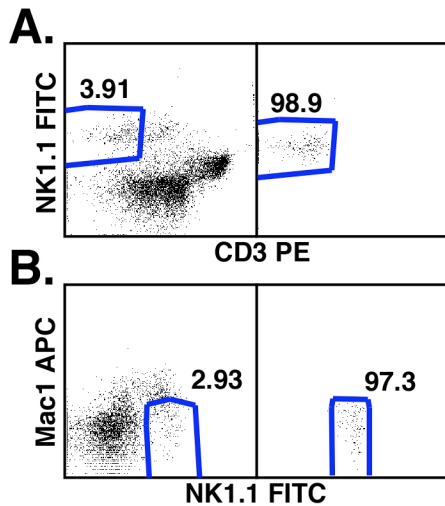 A.
3.91
98.9
NK1.1 FITC
CD3 PE
B.
2.93
97.3
Mac1 APC
NK1.1 FITC